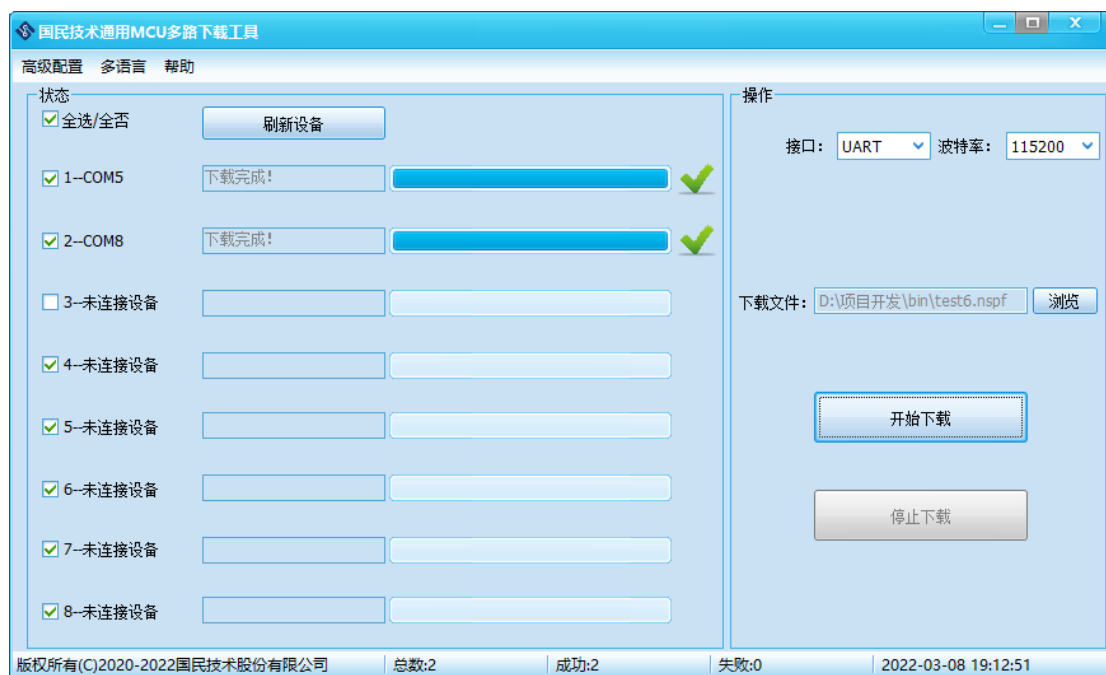 国民技术通用MCU多路下载工具
高级配置 多语言 帮助
状态
全选/全否 刷新设备
1--COM5 下载完成!
2--COM8 下载完成!
3--未连接设备
4--未连接设备
5--未连接设备
6--未连接设备
7--未连接设备
8--未连接设备
操作
接口: UART 波特率: 115200
下载文件: D:\项目开发\bin\test6.nspf 浏览
开始下载
停止下载
版权所有(C)2020-2022国民技术股份有限公司 总数:2 成功:2 失败:0 2022-03-08 19:12:51